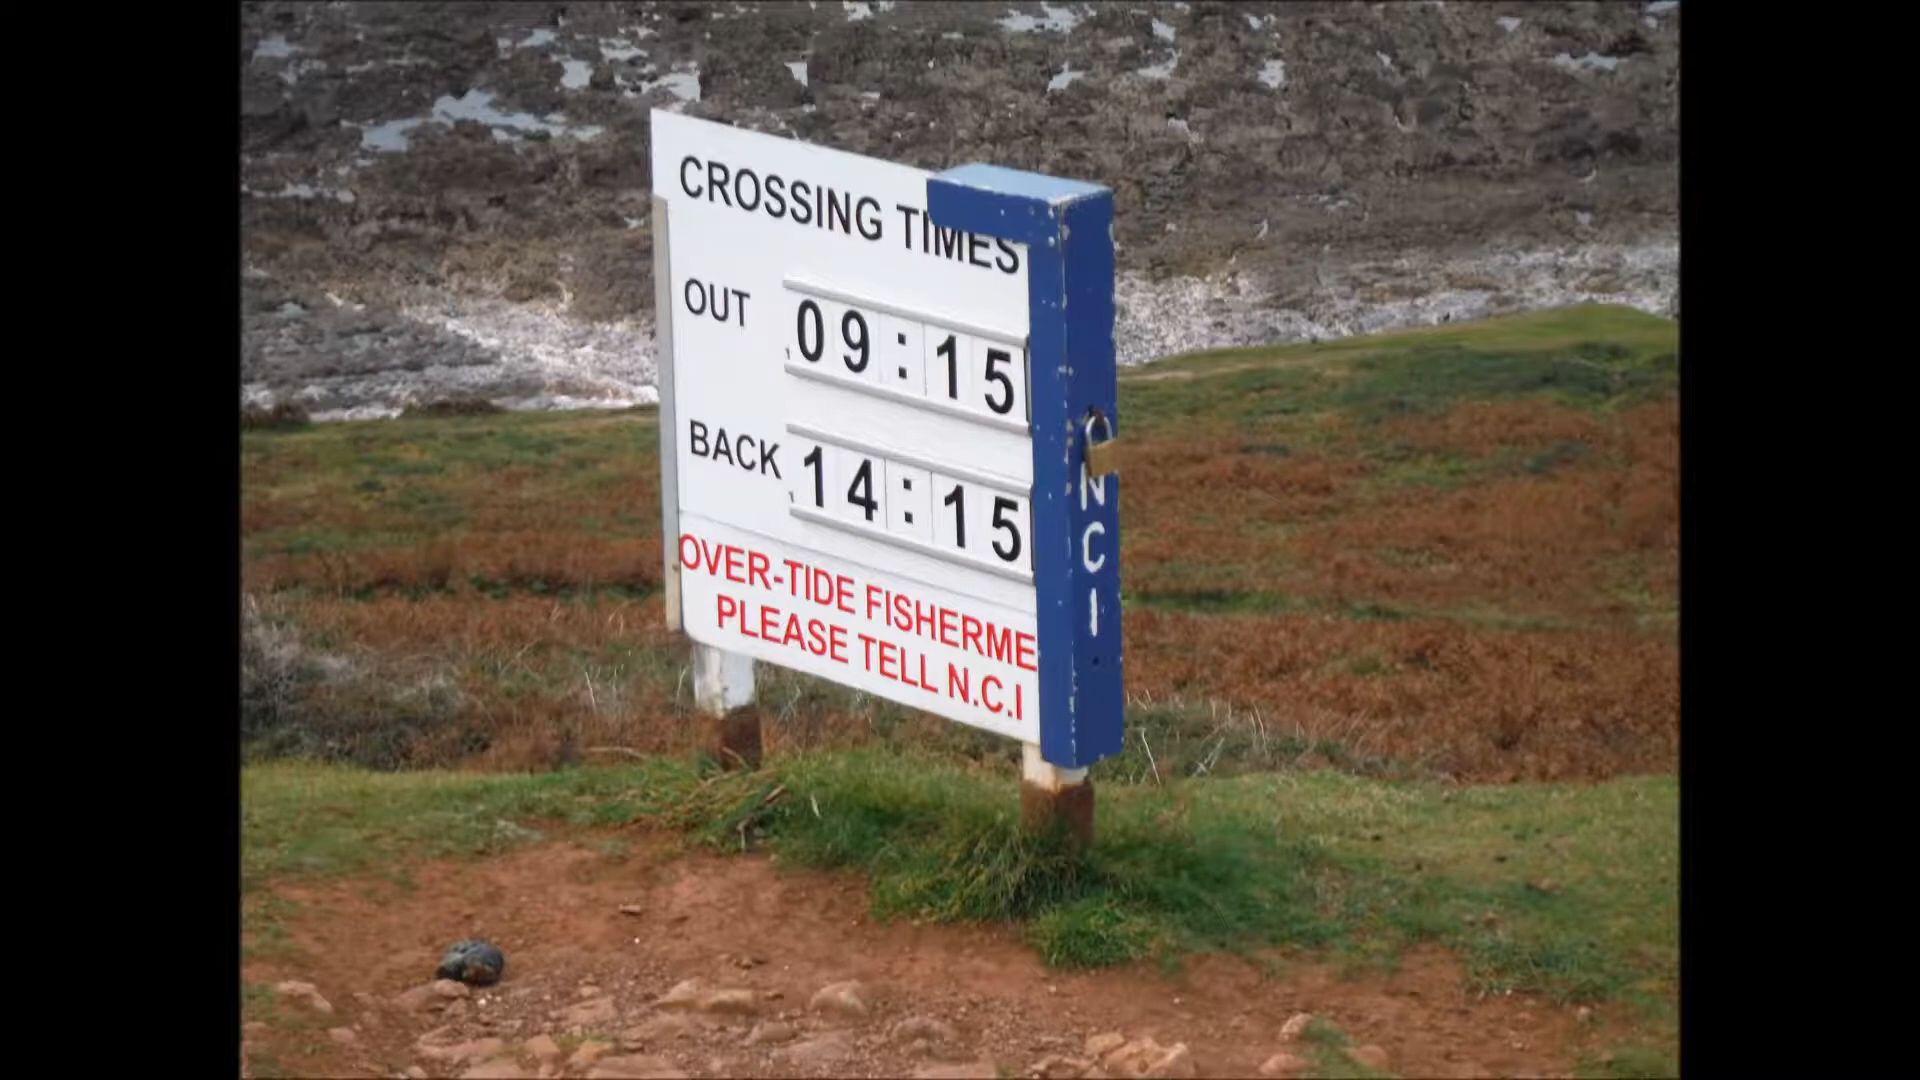 CROSSING TIMES
OUT 09:15
BACK 14:15
OVER-TIDE FISHERME
PLEASE TELL N.C.I
NCI